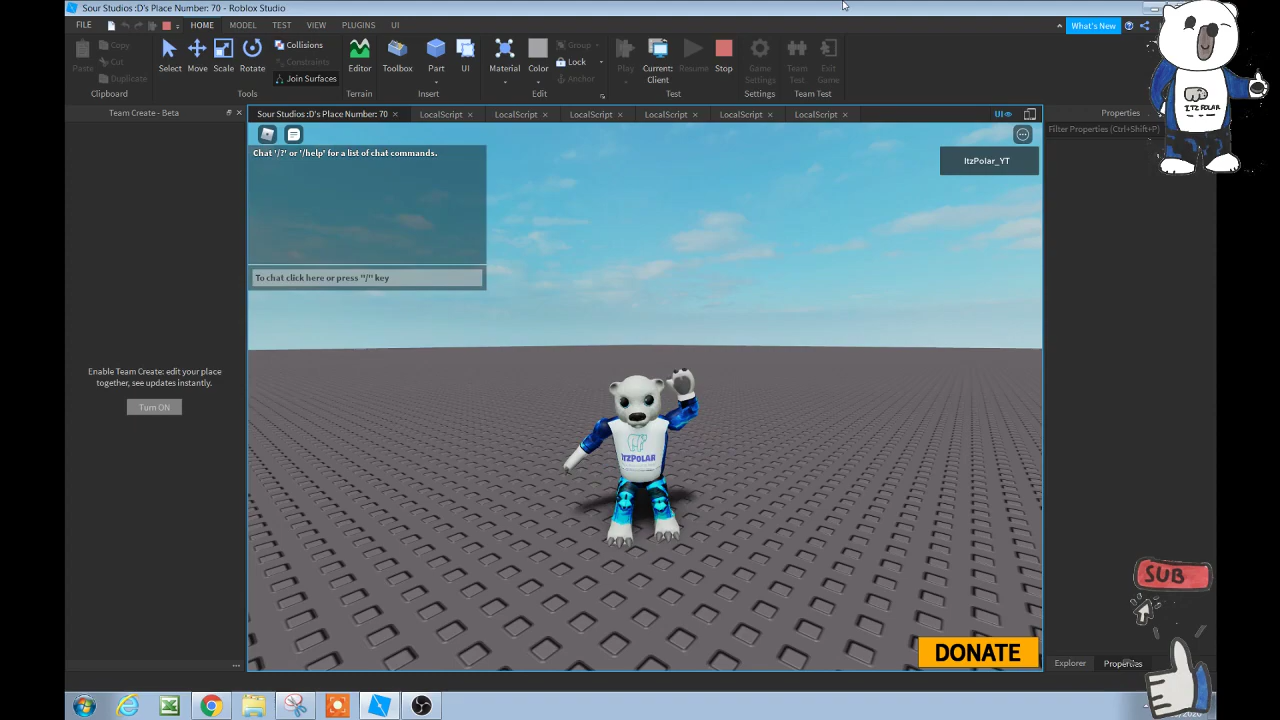 Sour Studios :D's Place Number: 70 - Roblox Studio
FILE HOME MODEL TEST VIEW PLUGINS UI What's New
Paste Copy Cut Duplicate Select Move Scale Rotate Collisions Constraints Join Surfaces Editor Toolbox Part UI Material Color Group Lock Anchor Play Current: Client Resume Stop Game Settings Team Test Exit Game
Clipboard Tools Terrain Insert Edit Test Settings Team Test
Team Create - Beta
Sour Studios :D's Place Number: 70 LocalScript LocalScript LocalScript LocalScript LocalScript LocalScript UI
Properties
Filter Properties (Ctrl+Shift+P)
Chat '/?' or '/help' for a list of chat commands.
ItzPolar_YT
To chat click here or press "/" key
Enable Team Create: edit your place
together, see updates instantly.
Turn ON
ITZPOLAR
ITZ POLAR
SUB
DONATE
Explorer Properties